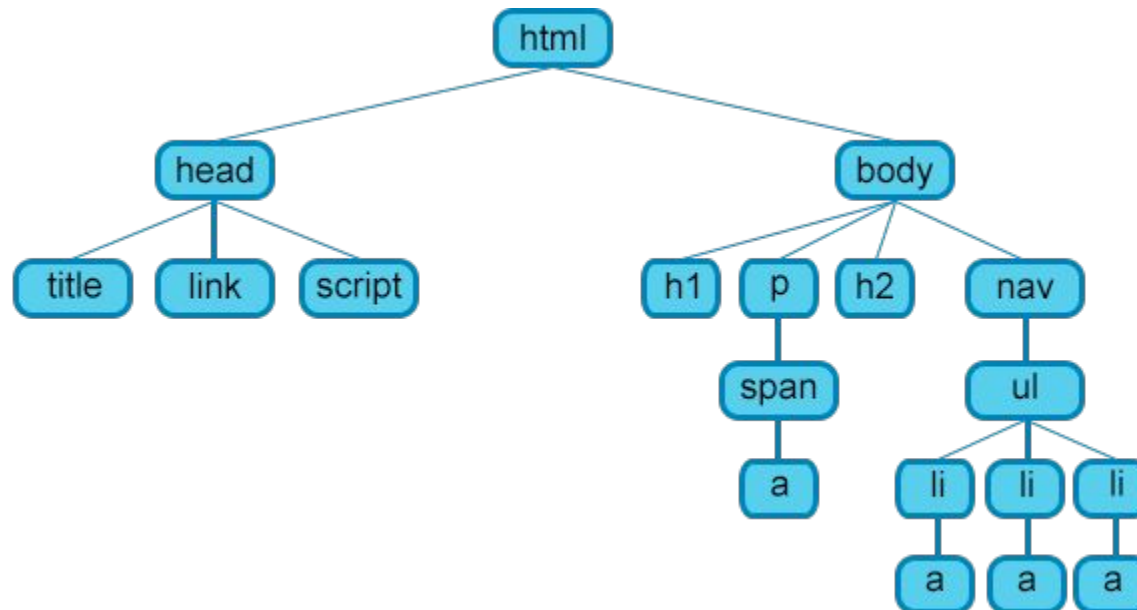 html
head body
title link script h1 p h2 nav
span ul
a li li li
a a a